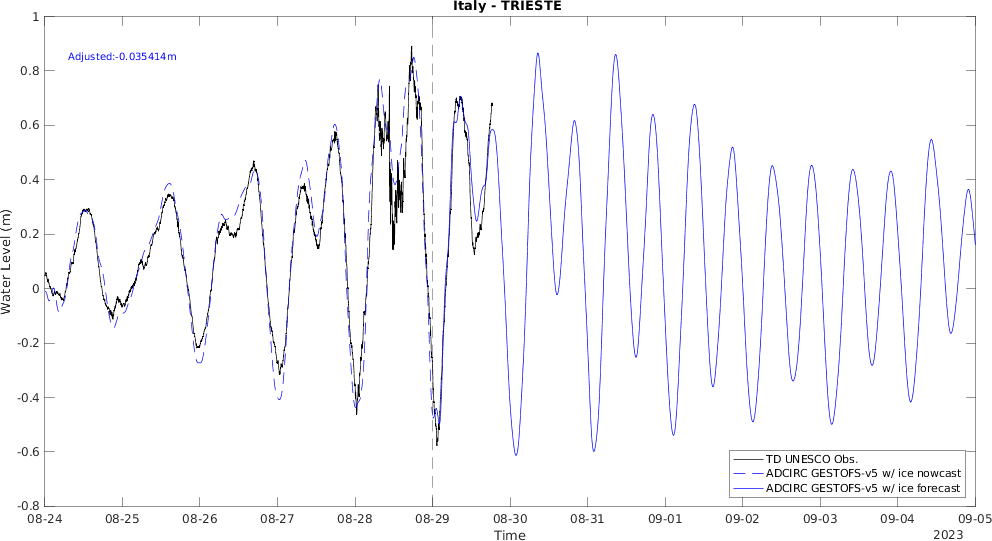 Italy - TRIESTE
Adjusted:-0.035414m
Water Level (m)
1
0.8
0.6
0.4
0.2
0
-0.2
-0.4
-0.6
-0.8
TD UNESCO Obs.
ADCIRC GESTOFS-v5 w/ ice nowcast
ADCIRC GESTOFS-v5 w/ ice forecast
08-24 08-25 08-26 08-27 08-28 08-29 08-30 08-31 09-01 09-02 09-03 09-04 09-05
Time
2023